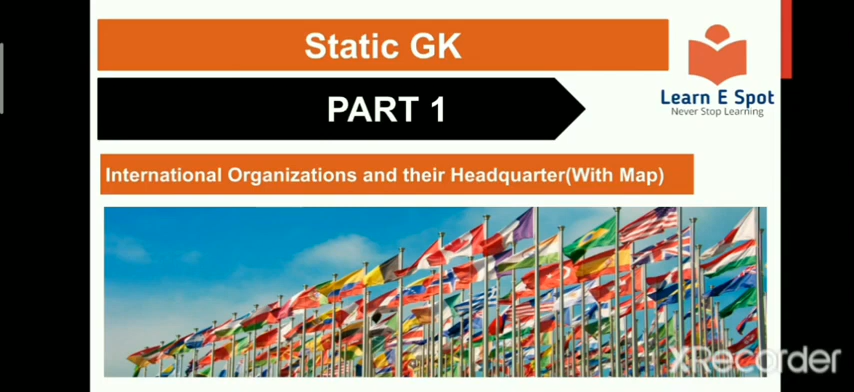 Static GK
PART 1
Learn E Spot
Never Stop Learning
International Organizations and their Headquarter(With Map)
XRecorder